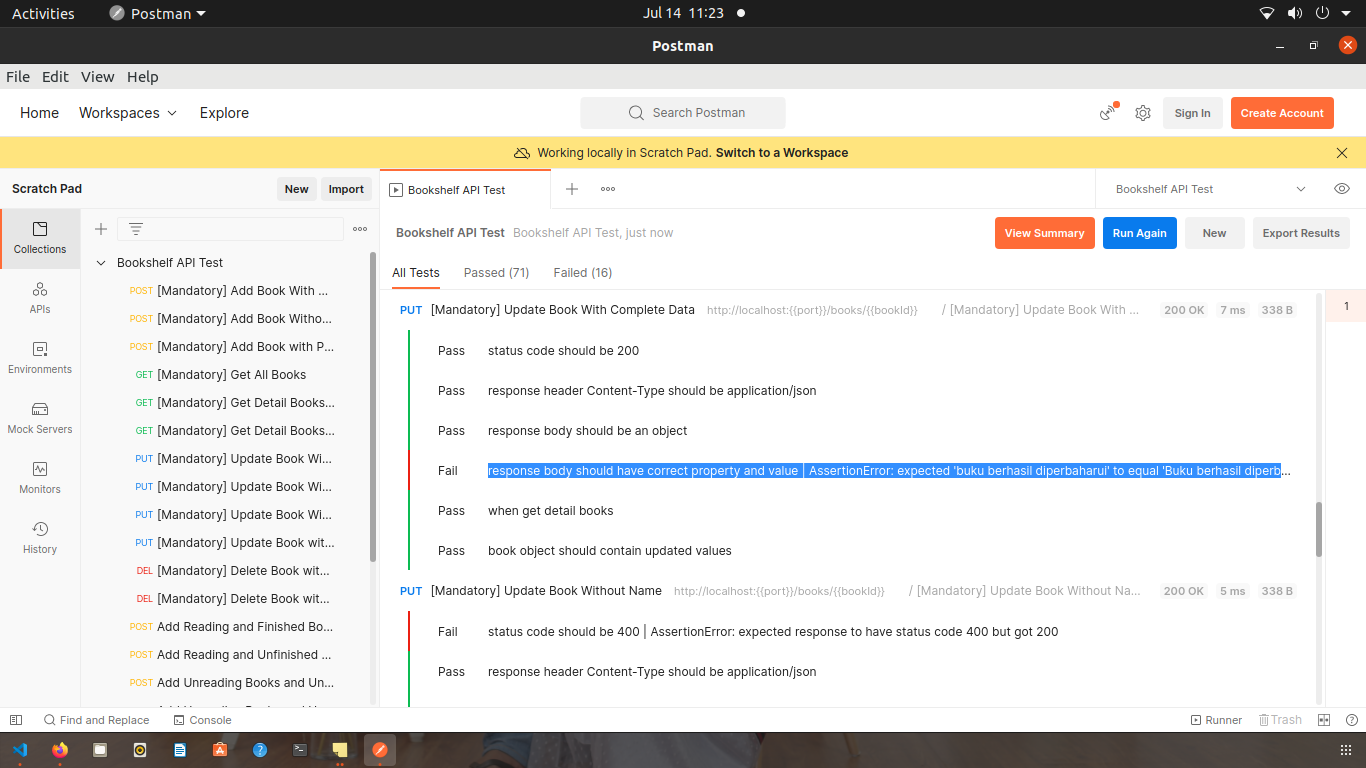 Activities Postman Jul 14 11:23
Postman
File Edit View Help
Home Workspaces Explore Search Postman Sign In Create Account
Working locally in Scratch Pad. Switch to a Workspace
Scratch Pad New Import Bookshelf API Test Bookshelf API Test
Collections
APIs
Environments
Mock Servers
Monitors
History
Bookshelf API Test
POST [Mandatory] Add Book With ...
POST [Mandatory] Add Book Witho...
POST [Mandatory] Add Book with P...
GET [Mandatory] Get All Books
GET [Mandatory] Get Detail Books...
GET [Mandatory] Get Detail Books...
PUT [Mandatory] Update Book Wi...
PUT [Mandatory] Update Book Wi...
PUT [Mandatory] Update Book Wi...
PUT [Mandatory] Update Book wit...
DEL [Mandatory] Delete Book wit...
DEL [Mandatory] Delete Book wit...
POST Add Reading and Finished Bo...
POST Add Reading and Unfinished ...
POST Add Unreading Books and Un...
Bookshelf API Test Bookshelf API Test, just now View Summary Run Again New Export Results
All Tests Passed (71) Failed (16)
1
PUT [Mandatory] Update Book With Complete Data http://localhost:{{port}}/books/{{bookId}} / [Mandatory] Update Book With ... 200 OK 7 ms 338 B
Pass status code should be 200
Pass response header Content-Type should be application/json
Pass response body should be an object
Fail response body should have correct property and value | AssertionError: expected 'buku berhasil diperbaharui' to equal 'Buku berhasil diperb...
Pass when get detail books
Pass book object should contain updated values
PUT [Mandatory] Update Book Without Name http://localhost:{{port}}/books/{{bookId}} / [Mandatory] Update Book Without Na... 200 OK 5 ms 338 B
Fail status code should be 400 | AssertionError: expected response to have status code 400 but got 200
Pass response header Content-Type should be application/json
Find and Replace Console Runner Trash